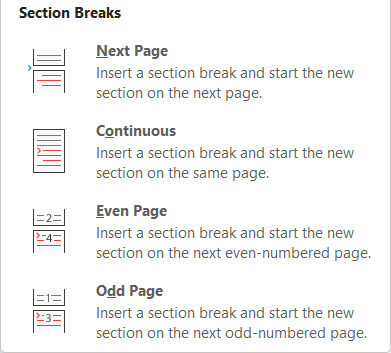 Section Breaks
Next Page
Insert a section break and start the new
section on the next page.
Continuous
Insert a section break and start the new
section on the same page.
2
4
Even Page
Insert a section break and start the new
section on the next even-numbered page.
1
3
Odd Page
Insert a section break and start the new
section on the next odd-numbered page.